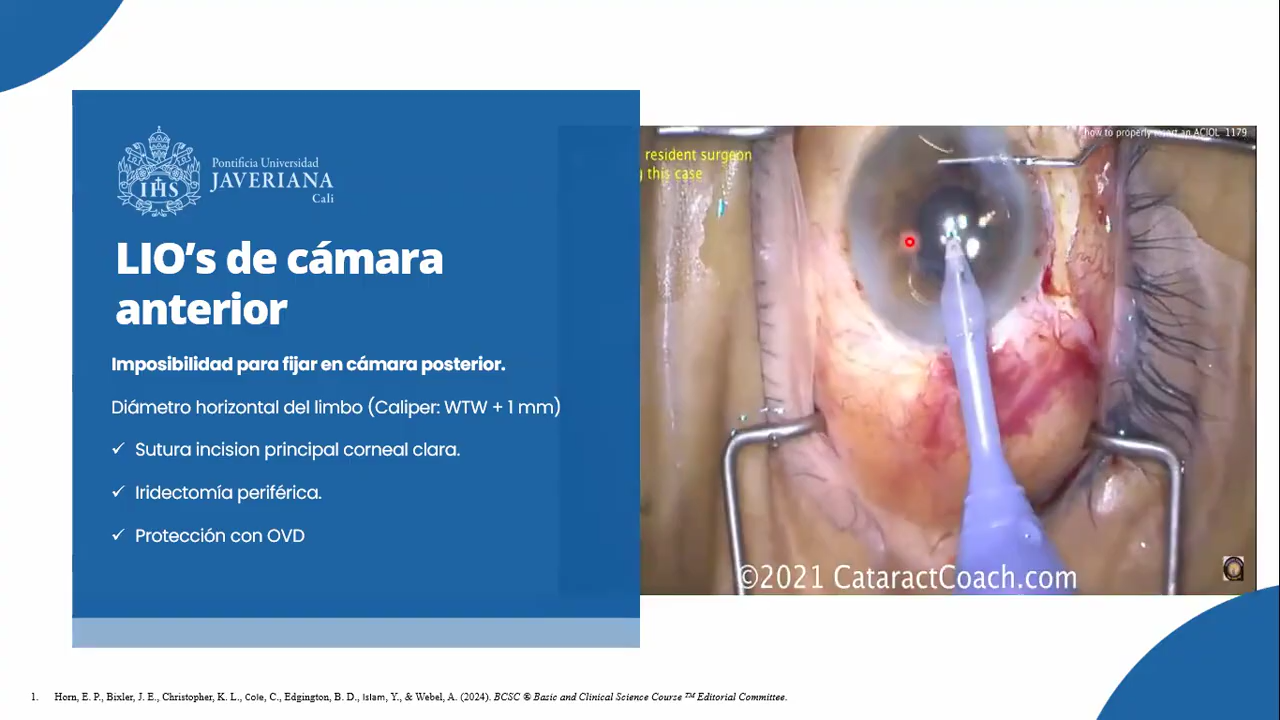 Pontificia Universidad
JAVERIANA
Cali
IHS
LIO’s de cámara
anterior
Imposibilidad para fijar en cámara posterior.
Diámetro horizontal del limbo (Caliper: WTW + 1 mm)
✓ Sutura incision principal corneal clara.
✓ Iridectomía periférica.
✓ Protección con OVD
how to properly insert an ACIOL 1179
resident surgeon
this case
©2021 CataractCoach.com
1. Horn, E. P., Bixler, J. E., Christopher, K. L., Cole, C., Edgington, B. D., Islam, Y., & Webel, A. (2024). BCSC ® Basic and Clinical Science Course ™ Editorial Committee.